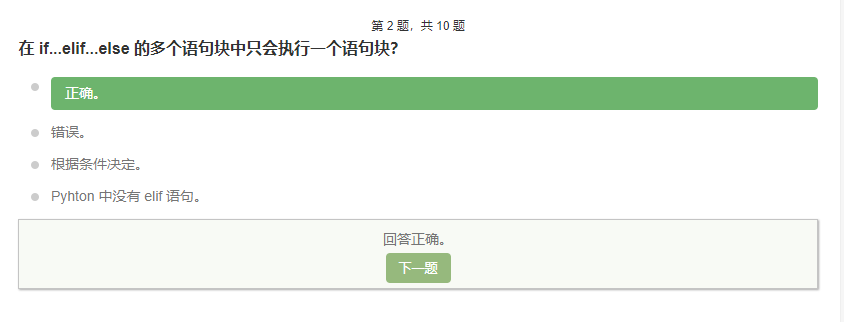 第 2 题，共 10 题
在 if...elif...else 的多个语句块中只会执行一个语句块？
正确。
错误。
根据条件决定。
Pyhton 中没有 elif 语句。
回答正确。
下一题